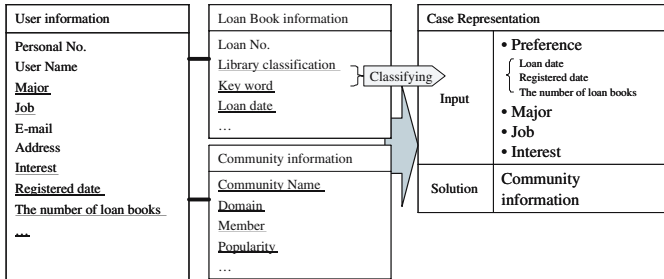 User information
Personal No.
User Name
Major
Job
E-mail
Address
Interest
Registered date
The number of loan books
...
Loan Book information
Loan No.
Library classification
Key word
Loan date
...
Classifying
Community information
Community Name
Domain
Member
Popularity
...
Case Representation
Input
• Preference
Loan date
Registered date
The number of loan books
• Major
• Job
• Interest
Solution
Community
information